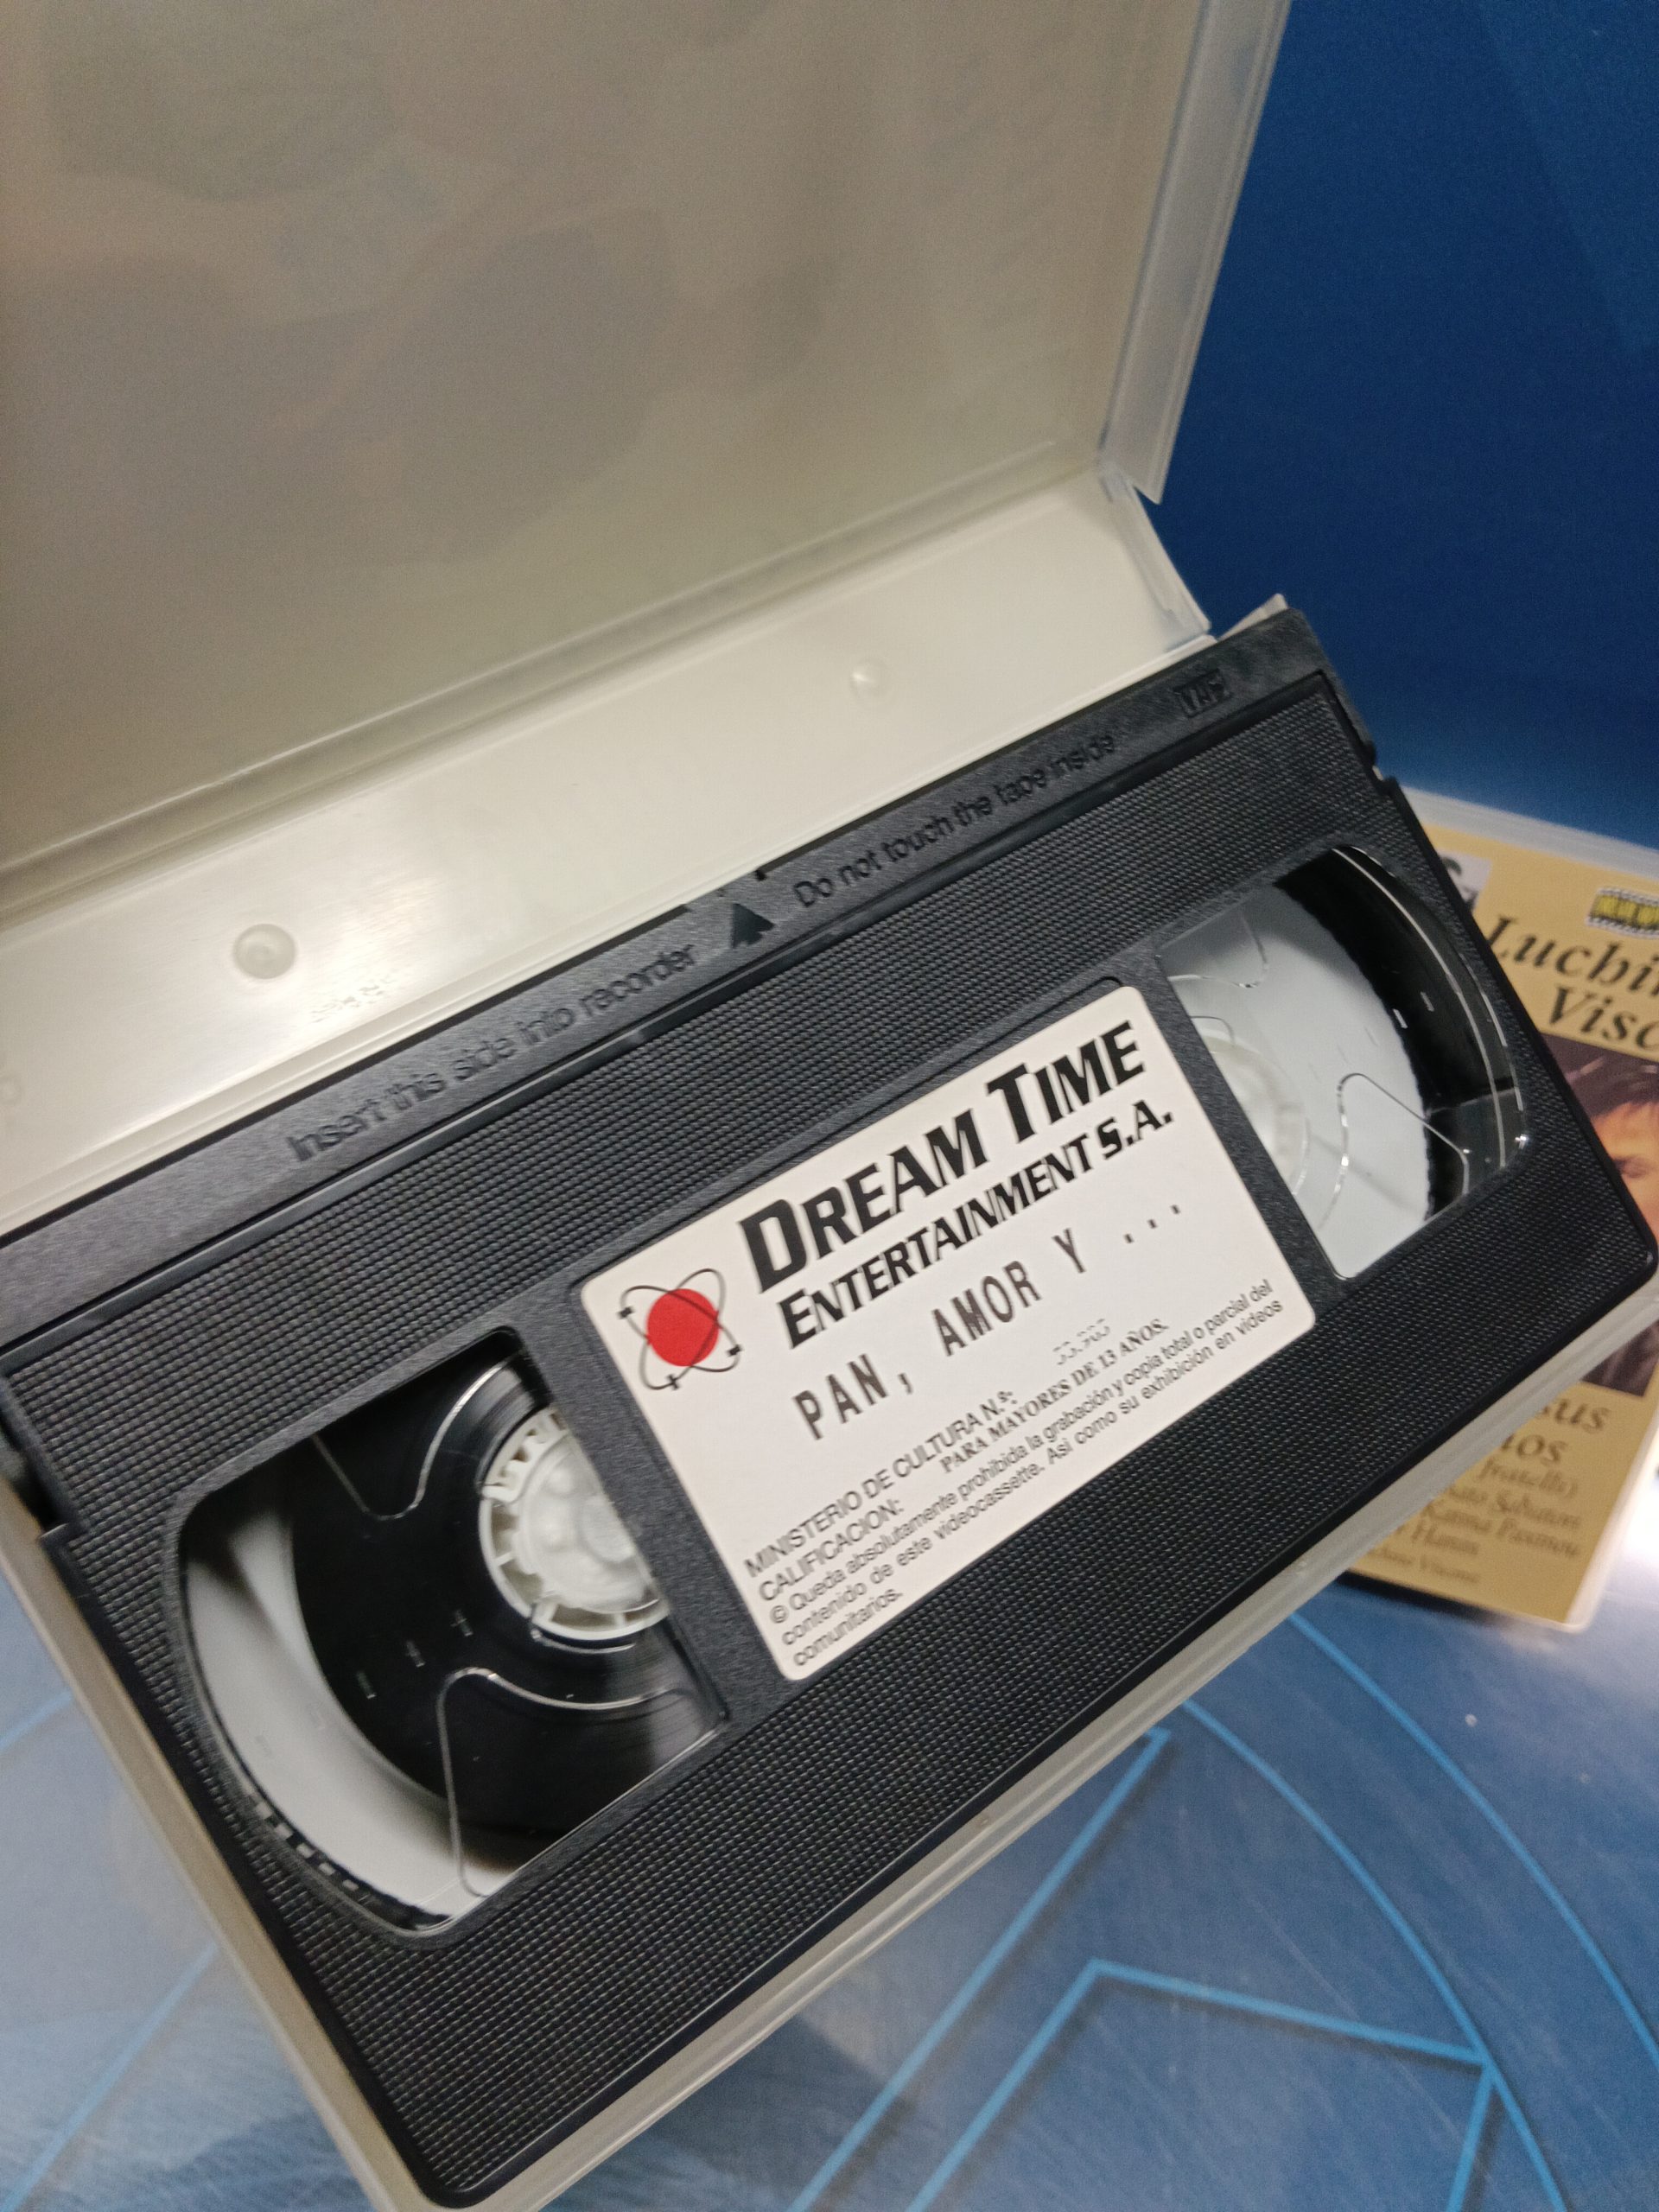 VHS
Insert this side into recorder
Do not touch the tape inside
DREAM TIME
ENTERTAINMENT S.A.
PAN, AMOR Y ...
MINISTERIO DE CULTURA N.º:
CALIFICACION: PARA MAYORES DE 13 AÑOS.
© Queda absolutamente prohibida la grabación y copia total o parcial del
contenido de este videocassette. Asi como su exhibición en videos
comunitarios.
Luchi
Visc